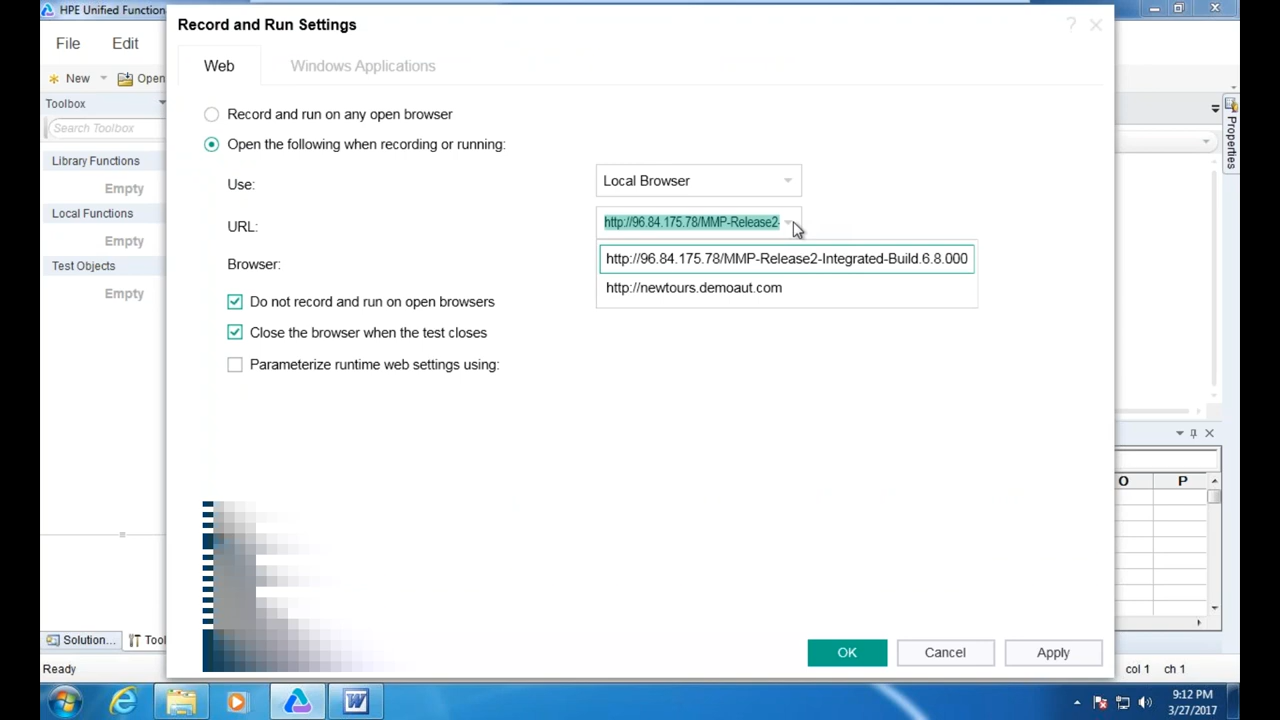 HPE Unified Function
Record and Run Settings
File Edit
Web Windows Applications
New Open
Toolbox
Search Toolbox
Record and run on any open browser
Properties
Open the following when recording or running:
Library Functions
Empty
Use: Local Browser
Local Functions
URL: http://96.84.175.78/MMP-Release2-
Empty
http://96.84.175.78/MMP-Release2-Integrated-Build.6.8.000
Test Objects
Browser:
http://newtours.demoaut.com
Empty
Do not record and run on open browsers
Close the browser when the test closes
Parameterize runtime web settings using:
O P
Solution... Tool
OK Cancel Apply
Ready col 1 ch 1
9:12 PM
3/27/2017